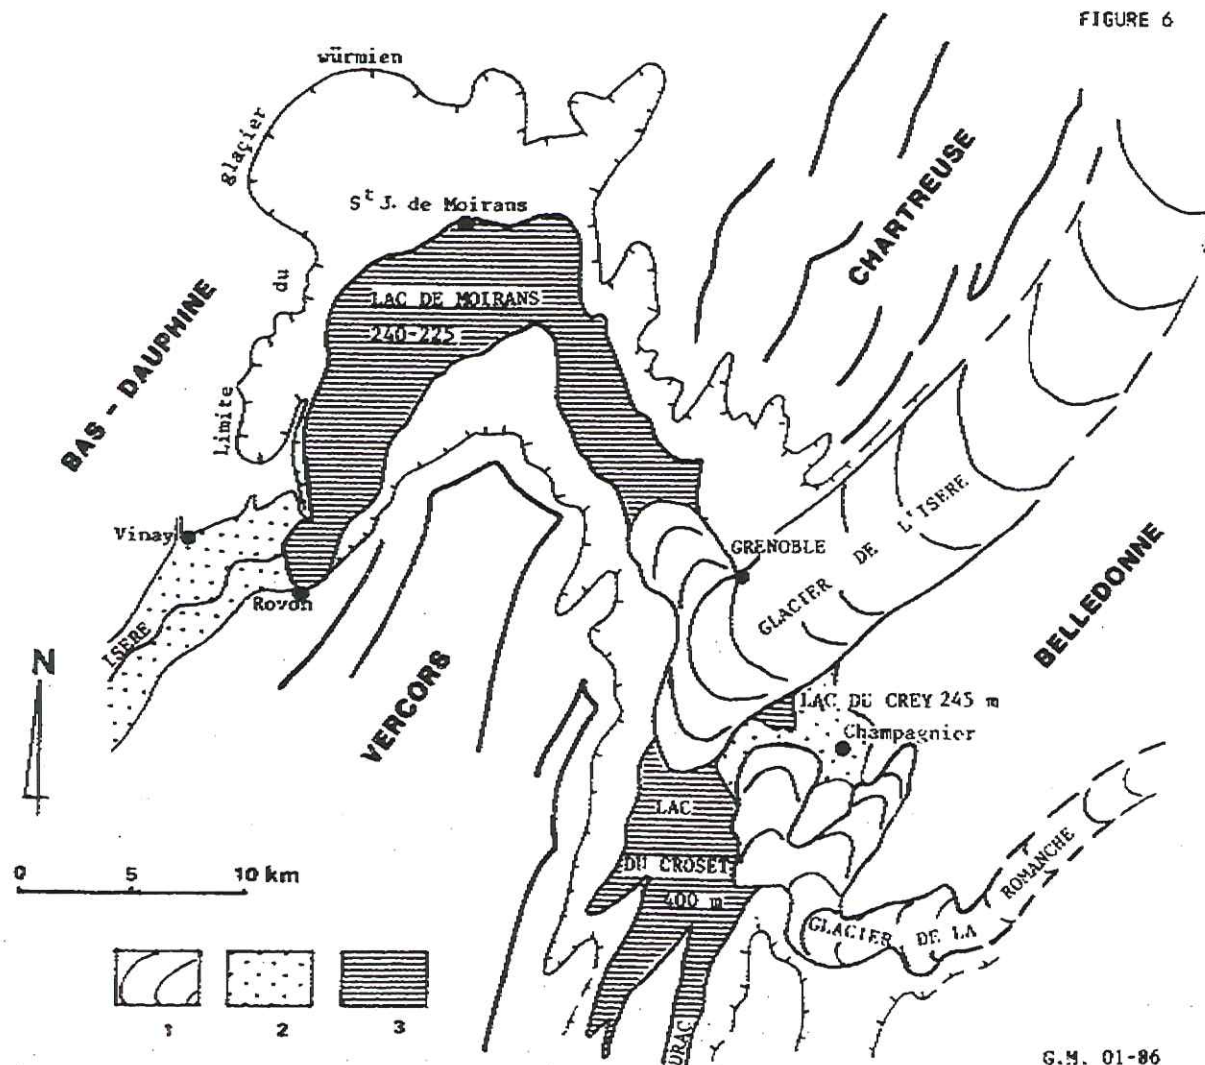 FIGURE 6
würmien
glaçier
du
Limite
St J. de Moirans
CHARTREUSE
LAC DE MOIRANS
240-225
BAS - DAUPHINE
Vinay
GRENOBLE
GLACIER DE L'ISERE
Rovon
ISERE
BELLEDONNE
N
VERCORS
LAC DU CREY 245 m
Champagnier
LAC
DU CROSET
400 m
0 5 10 km
GLACIER DE LA ROMANCHE
DRAC
1 2 3
G.M. 01-86